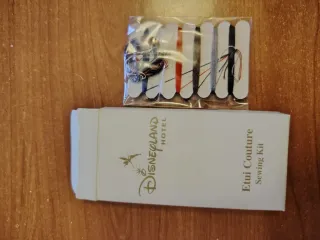 Disneyland
HOTEL
Etui Couture
Sewing Kit